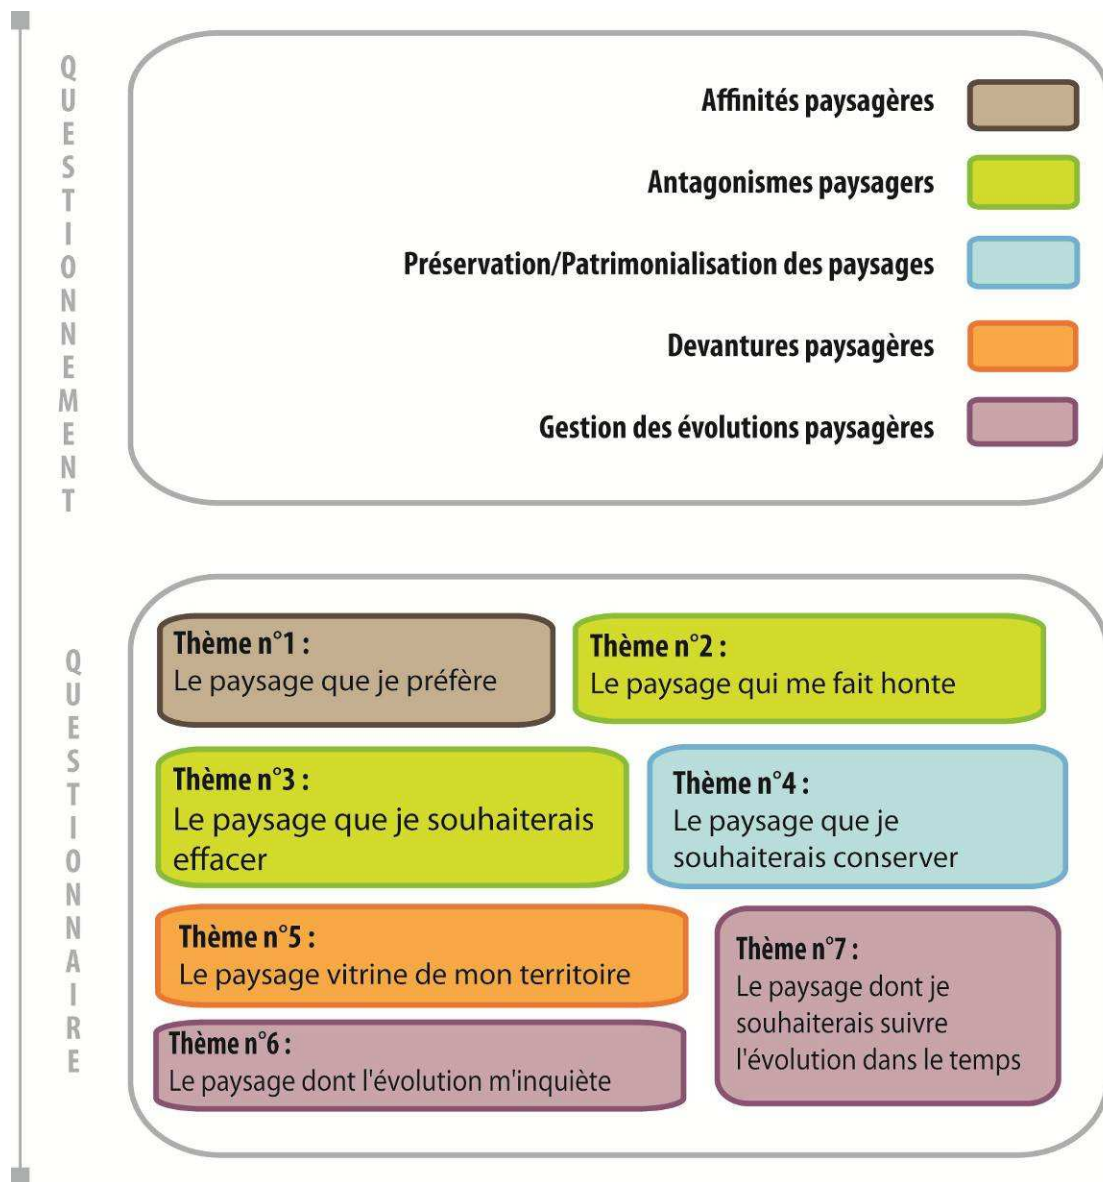 QUESTIONNEMENT
Affinités paysagères
Antagonismes paysagers
Préservation/Patrimonialisation des paysages
Devantures paysagères
Gestion des évolutions paysagères
QUESTIONNAIRE
Thème n°1 :
Le paysage que je préfère
Thème n°2 :
Le paysage qui me fait honte
Thème n°3 :
Le paysage que je souhaiterais
effacer
Thème n°4 :
Le paysage que je
souhaiterais conserver
Thème n°5 :
Le paysage vitrine de mon territoire
Thème n°6 :
Le paysage dont l'évolution m'inquiète
Thème n°7 :
Le paysage dont je
souhaiterais suivre
l'évolution dans le temps